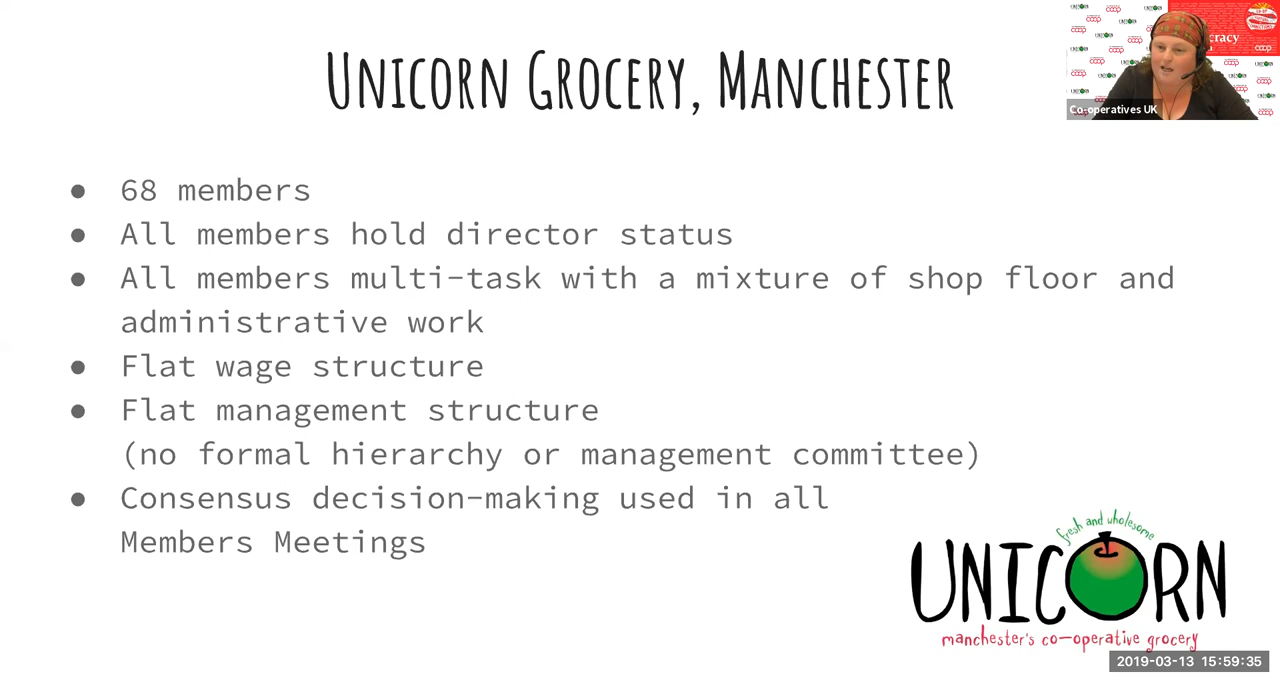 UNICORN GROCERY, MANCHESTER
● 68 members
● All members hold director status
● All members multi-task with a mixture of shop floor and
administrative work
● Flat wage structure
● Flat management structure
(no formal hierarchy or management committee)
● Consensus decision-making used in all
Members Meetings
fresh and wholesome
UNICORN
manchester's co-operative grocery
2019-03-13 15:59:35
Co-operatives UK